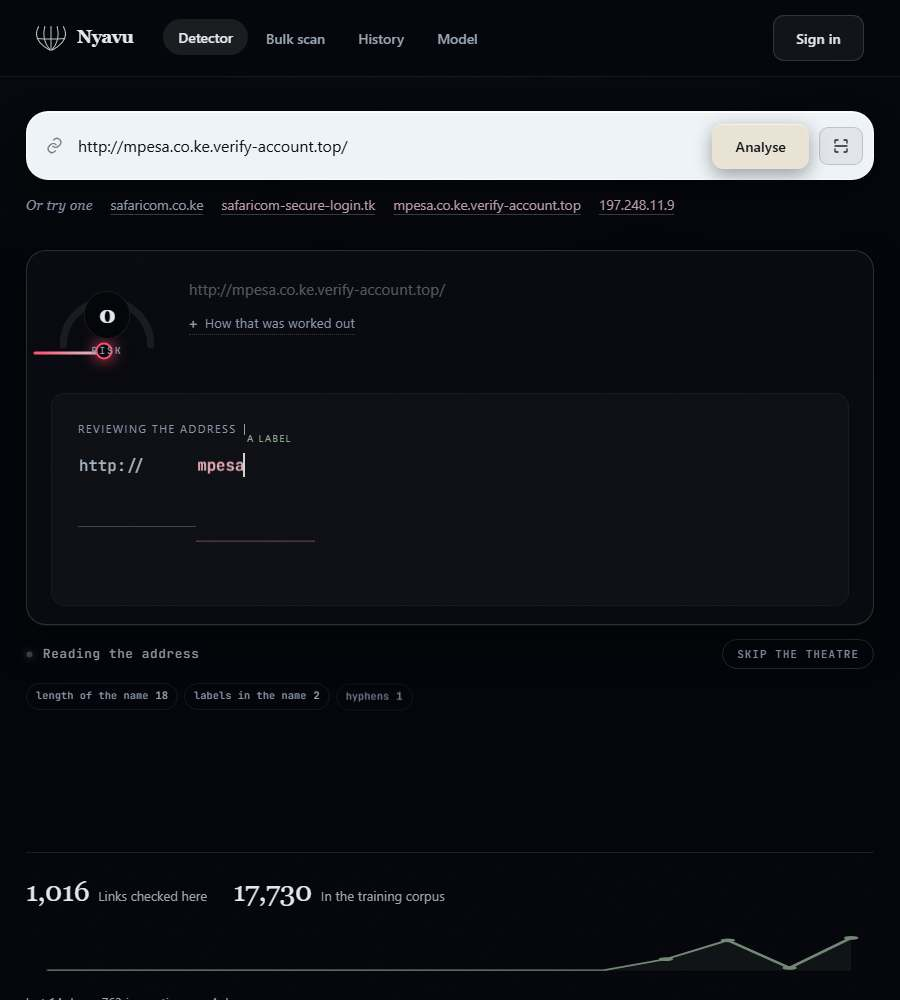 Nyavu
Detector
Bulk scan
History
Model
Sign in
http://mpesa.co.ke.verify-account.top/
Analyse
Or try one safaricom.co.ke safaricom-secure-login.tk mpesa.co.ke.verify-account.top 197.248.11.9
0
RISK
http://mpesa.co.ke.verify-account.top/
+ How that was worked out
REVIEWING THE ADDRESS
A LABEL
http:// mpesa
Reading the address
SKIP THE THEATRE
length of the name 18
labels in the name 2
hyphens 1
1,016 Links checked here
17,730 In the training corpus